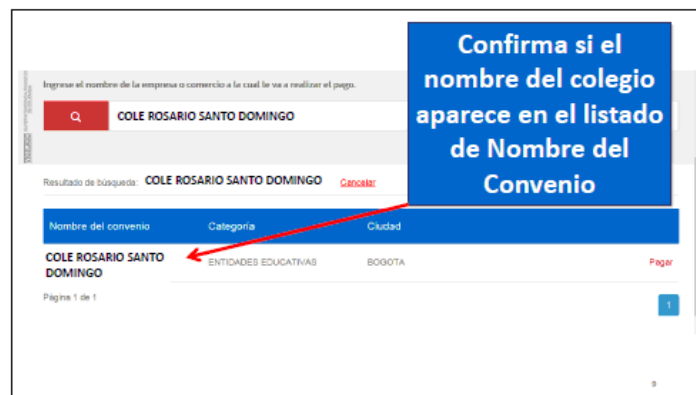 Confirma si el
nombre del colegio
aparece en el listado
de Nombre del
Convenio
Ingrese el nombre de la empresa o comercio a la cual le va a realizar el pago.
COLE ROSARIO SANTO DOMINGO
Resultado de búsqueda: COLE ROSARIO SANTO DOMINGO Cancelar
Nombre del convenio Categoría Ciudad
COLE ROSARIO SANTO
DOMINGO
ENTIDADES EDUCATIVAS BOGOTA Pagar
Página 1 de 1
1
9